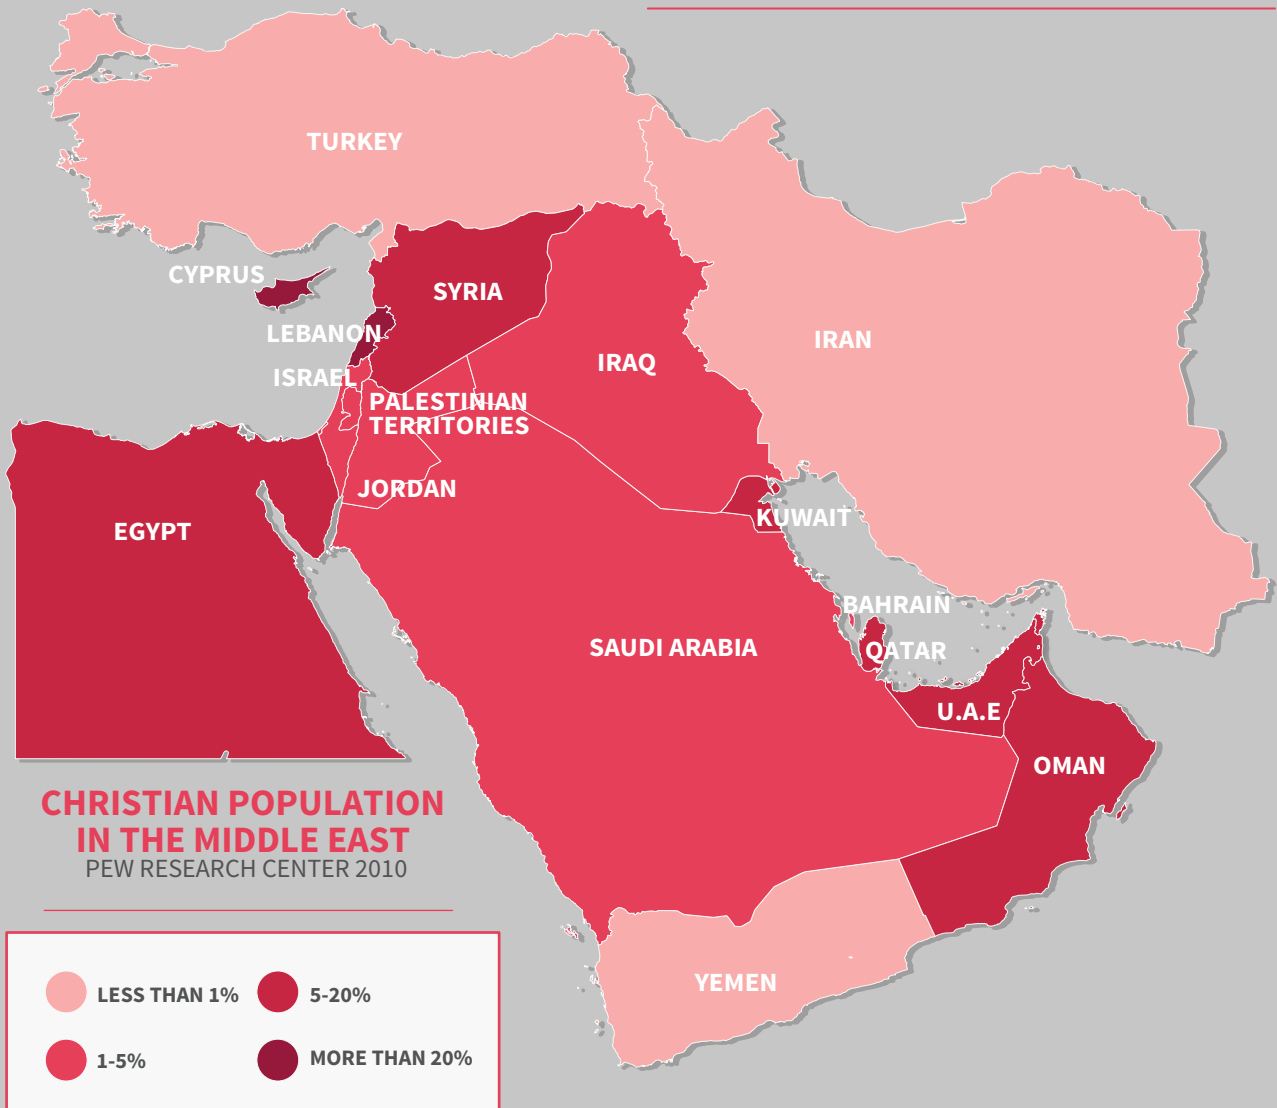 TURKEY
CYPRUS
SYRIA
LEBANON
IRAQ
IRAN
ISRAEL
PALESTINIAN
TERRITORIES
JORDAN
EGYPT
KUWAIT
BAHRAIN
SAUDI ARABIA
QATAR
U.A.E
OMAN
YEMEN
CHRISTIAN POPULATION
IN THE MIDDLE EAST
PEW RESEARCH CENTER 2010
LESS THAN 1%
5-20%
1-5%
MORE THAN 20%